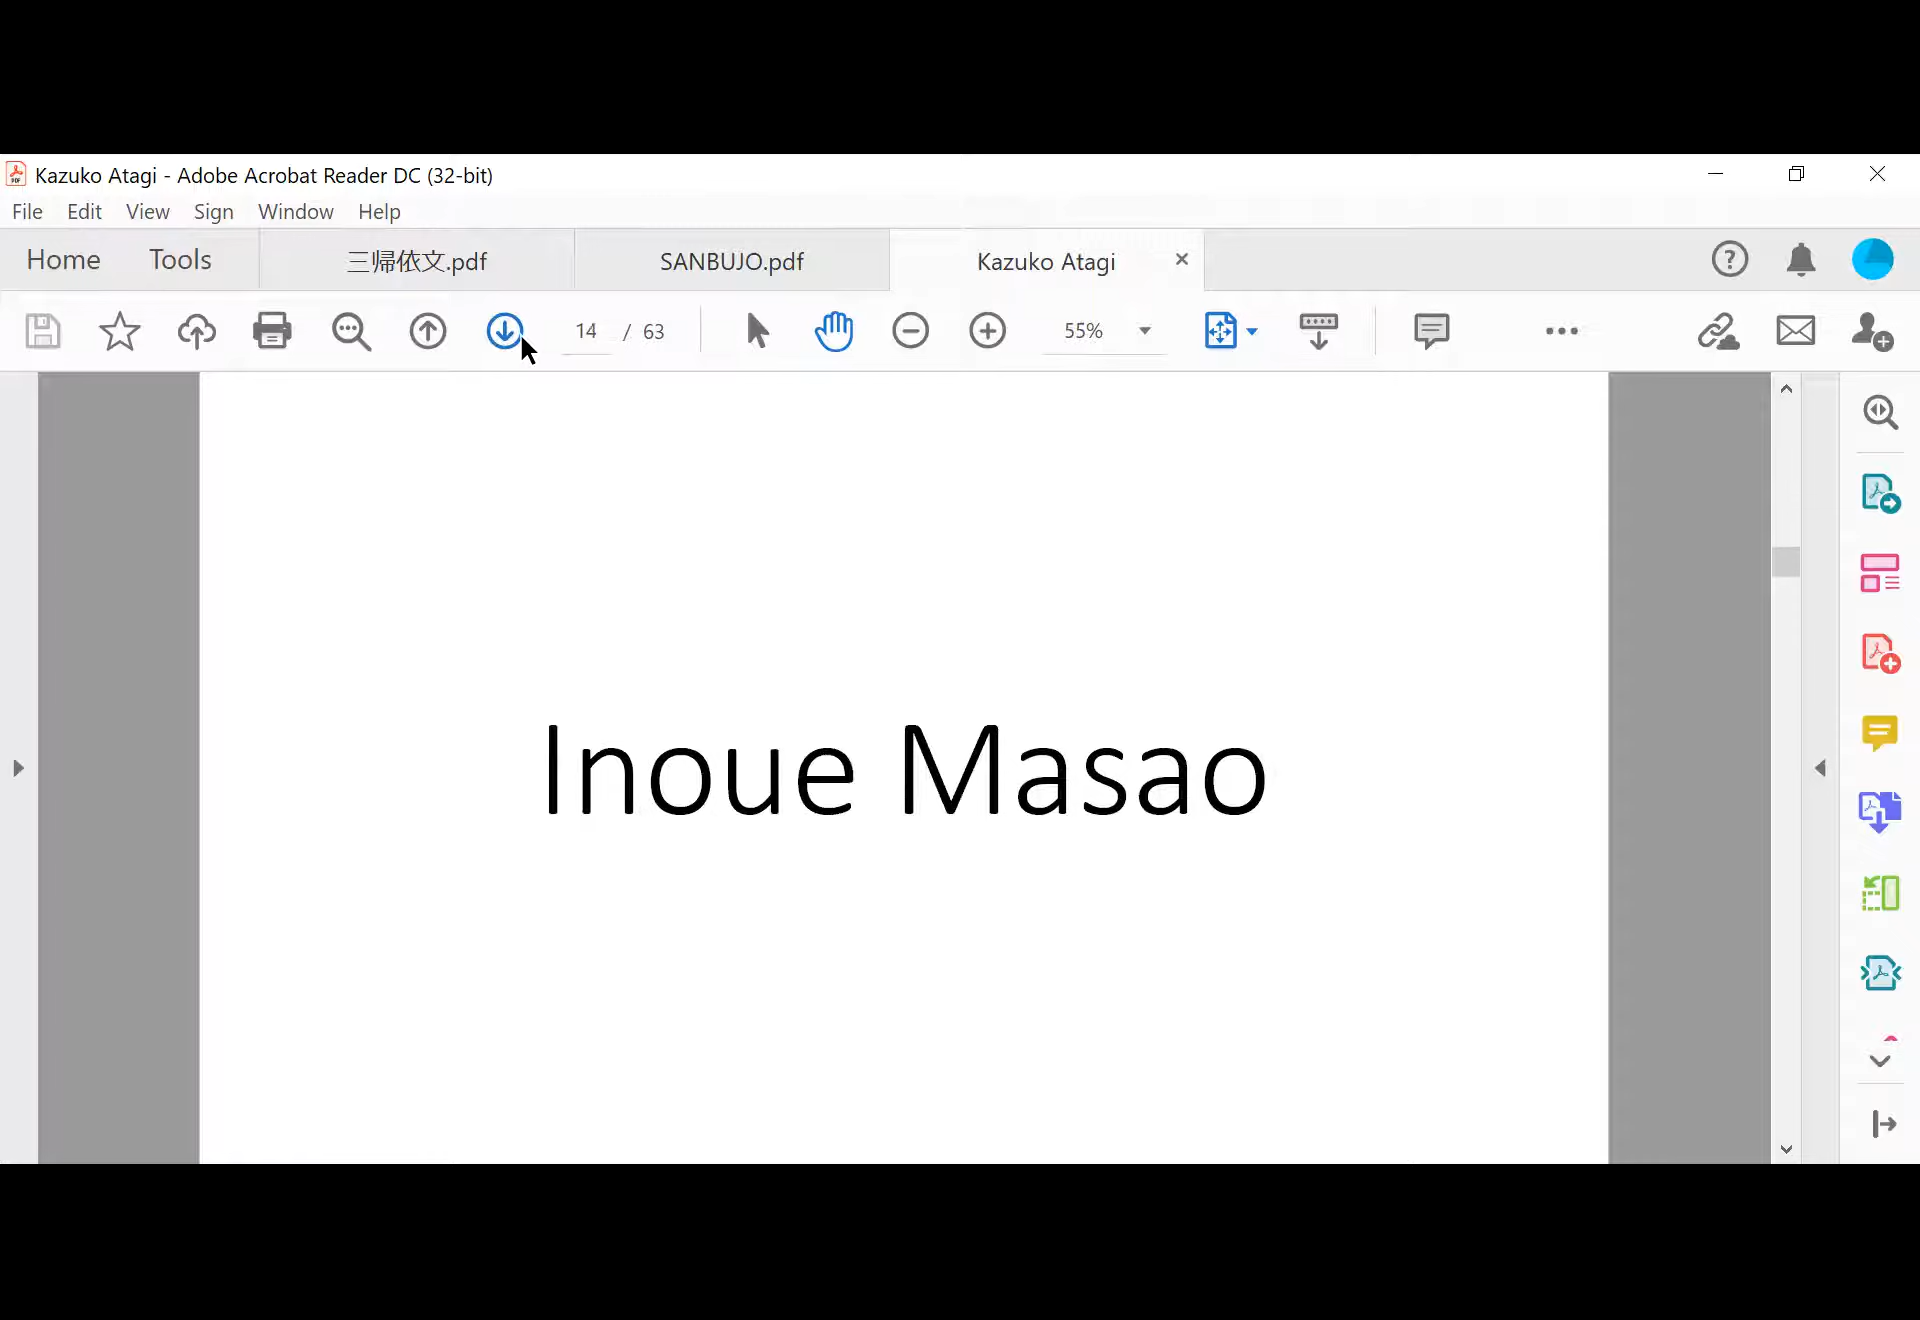 Kazuko Atagi - Adobe Acrobat Reader DC (32-bit)
File Edit View Sign Window Help
Home Tools 三帰依文.pdf SANBUJO.pdf Kazuko Atagi
14 / 63 55%
Inoue Masao